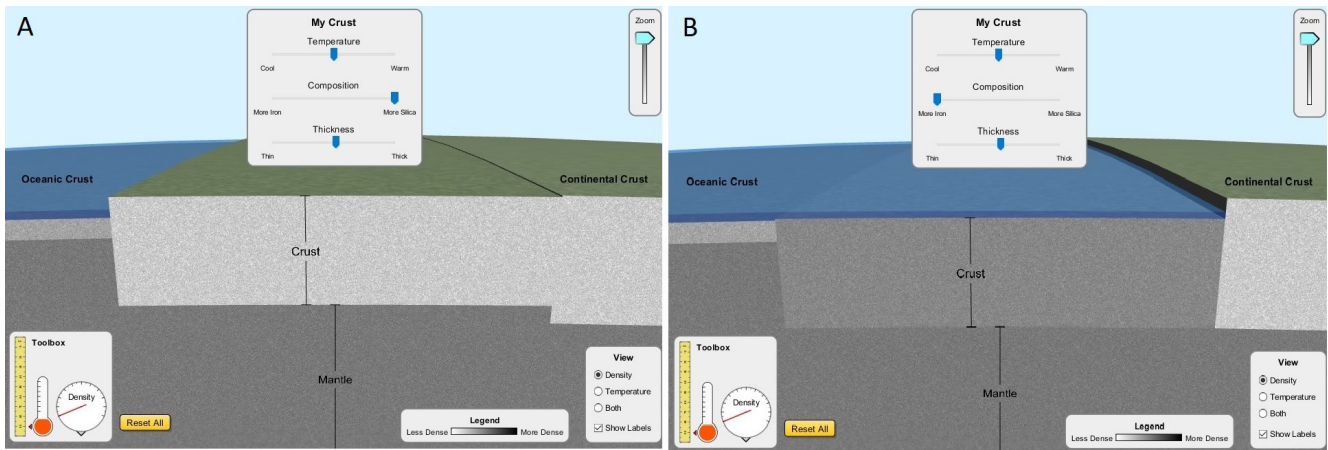 A
My Crust
Temperature
Cool Warm
Composition
More Iron More Silica
Thickness
Thin Thick
Zoom
Oceanic Crust
Continental Crust
Crust
Mantle
Toolbox
Density
Reset All
View
Density
Temperature
Both
Show Labels
Legend
Less Dense More Dense
B
My Crust
Temperature
Cool Warm
Composition
More Iron More Silica
Thickness
Thin Thick
Zoom
Oceanic Crust
Continental Crust
Crust
Mantle
Toolbox
Density
Reset All
View
Density
Temperature
Both
Show Labels
Legend
Less Dense More Dense